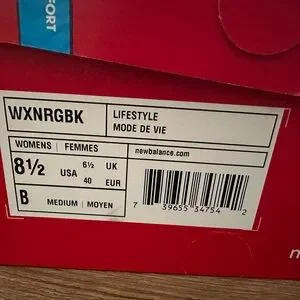 FORT
WXNRGBK
LIFESTYLE
MODE DE VIE
WOMENS | FEMMES
newbalance.com
8½ USA
6½ UK
40 EUR
B MEDIUM | MOYEN
7 39655 34754 2